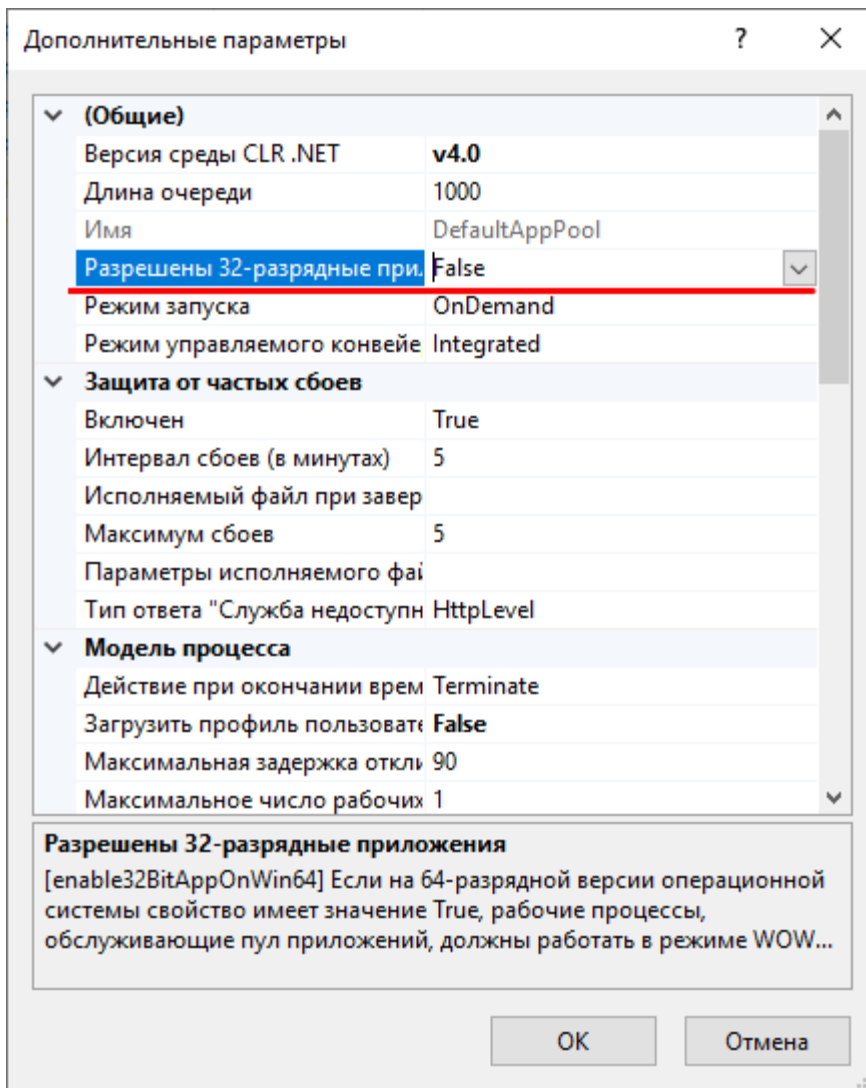 Дополнительные параметры ?
(Общие)
Версия среды CLR .NET v4.0
Длина очереди 1000
Имя DefaultAppPool
Разрешены 32-разрядные при. False
Режим запуска OnDemand
Режим управляемого конвейе Integrated
Защита от частых сбоев
Включен True
Интервал сбоев (в минутах) 5
Исполняемый файл при завер
Максимум сбоев 5
Параметры исполняемого фай
Тип ответа "Служба недоступн HttpLevel
Модель процесса
Действие при окончании врем Terminate
Загрузить профиль пользовате False
Максимальная задержка откли 90
Максимальное число рабочих 1
Разрешены 32-разрядные приложения
[enable32BitAppOnWin64] Если на 64-разрядной версии операционной
системы свойство имеет значение True, рабочие процессы,
обслуживающие пул приложений, должны работать в режиме WOW...
OK Отмена